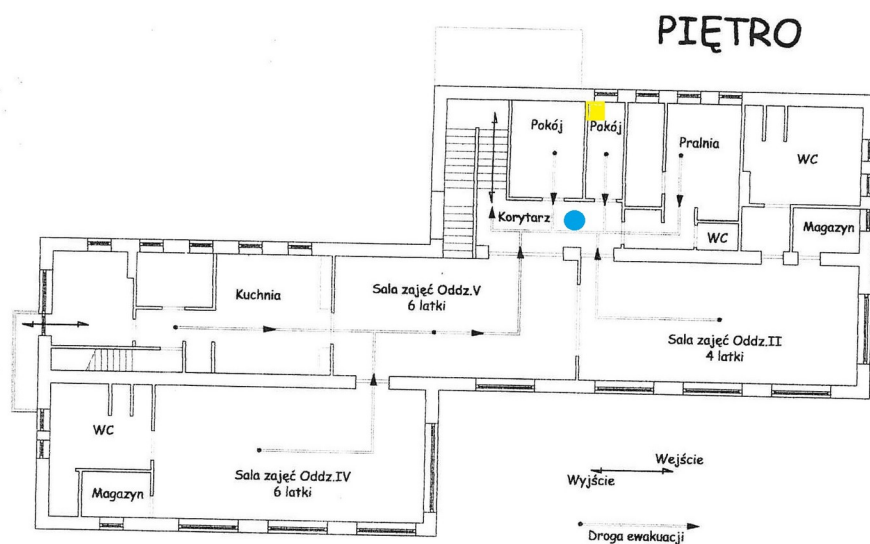 PIĘTRO
Pokój
Pokój
Pralnia
WC
Korytarz
WC
Magazyn
Kuchnia
Sala zajęć Oddz.V
6 latki
Sala zajęć Oddz.II
4 latki
WC
Sala zajęć Oddz.IV
6 latki
Magazyn
Wejście
Wyjście
Droga ewakuacji